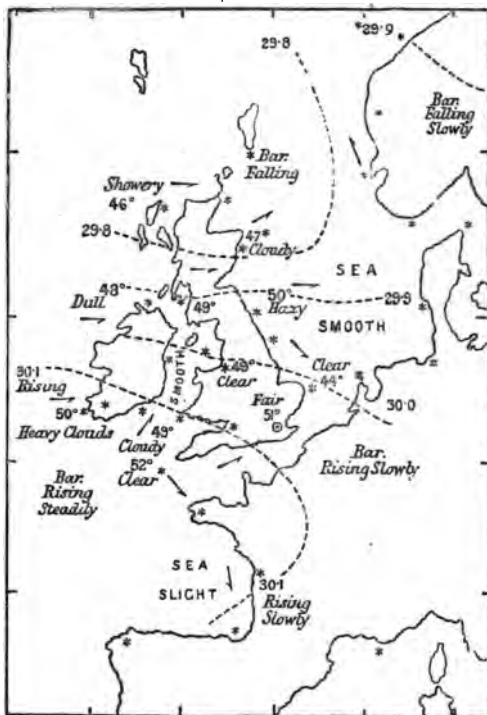 29.8
29.9
Bar.
Falling
Slowly
Showery
46°
Bar.
Falling
47°
Cloudy
29.8
SEA
48°
49°
50°
29.9
Hazy
SMOOTH
Dull
SMOOTH
49°
Clear
Clear
44°
30.1
Rising
Fair
51°
30.0
50°
Heavy Clouds
49°
Cloudy
52°
Clear
Bar.
Rising Slowly
Bar.
Rising
Steadily
SEA
SLIGHT
30.1
Rising
Slowly